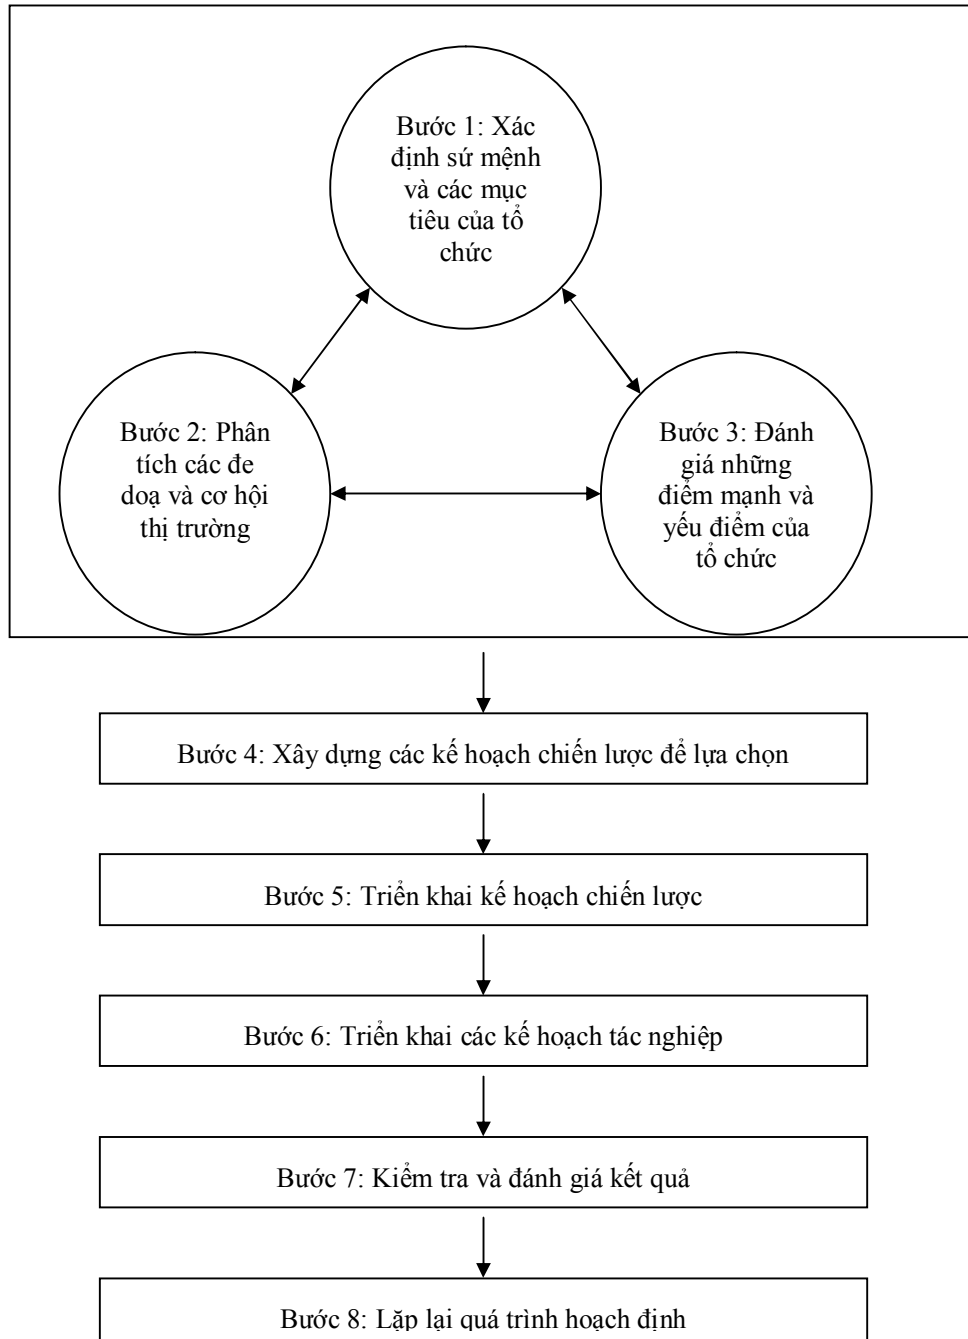 Bước 1: Xác
định sứ mệnh
và các mục
tiêu của tổ
chức
Bước 2: Phân
tích các đe
doạ và cơ hội
thị trường
Bước 3: Đánh
giá những
điểm mạnh và
yếu điểm của
tổ chức
Bước 4: Xây dựng các kế hoạch chiến lược để lựa chọn
Bước 5: Triển khai kế hoạch chiến lược
Bước 6: Triển khai các kế hoạch tác nghiệp
Bước 7: Kiểm tra và đánh giá kết quả
Bước 8: Lặp lại quá trình hoạch định